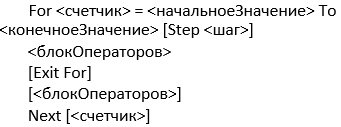 For <счетчик> = <начальноеЗначение> To
<конечноеЗначение> [Step <шаг>]
<блокОператоров>
[Exit For]
[<блокОператоров>]
Next [<счетчик>]